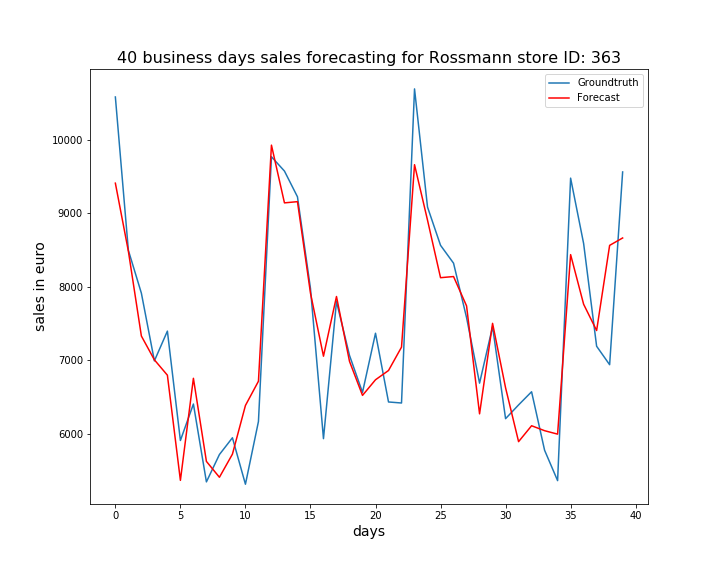 40 business days sales forecasting for Rossmann store ID: 363
Groundtruth
Forecast
10000
9000
8000
7000
6000
sales in euro
0 5 10 15 20 25 30 35 40
days